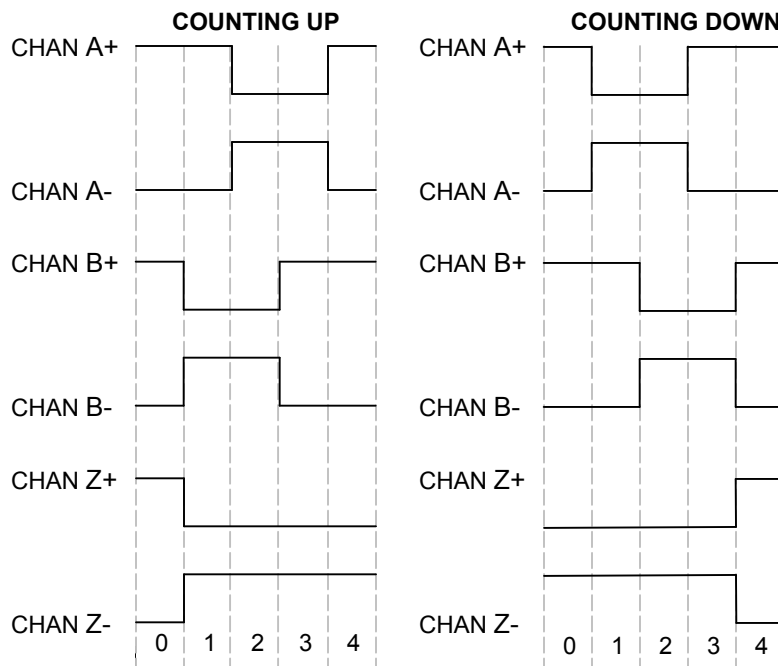 COUNTING UP
CHAN A+
CHAN A-
CHAN B+
CHAN B-
CHAN Z+
CHAN Z-
0 1 2 3 4
COUNTING DOWN
CHAN A+
CHAN A-
CHAN B+
CHAN B-
CHAN Z+
CHAN Z-
0 1 2 3 4